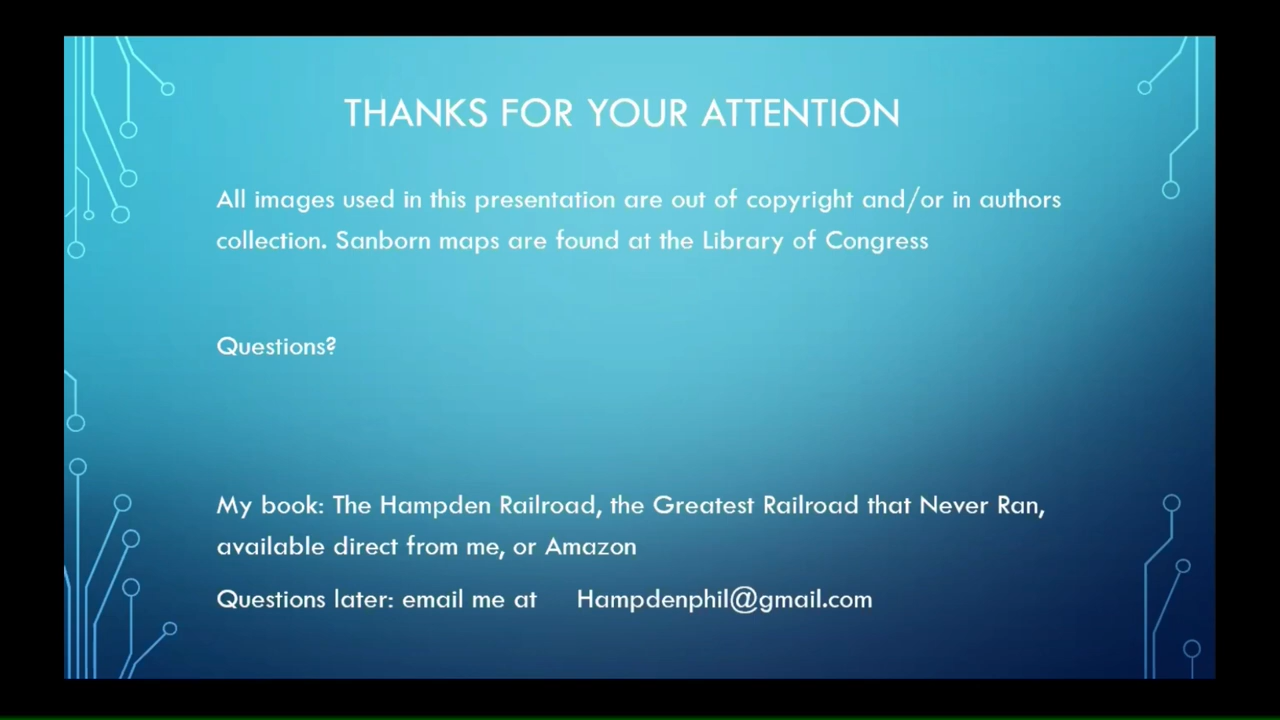 THANKS FOR YOUR ATTENTION
All images used in this presentation are out of copyright and/or in authors
collection. Sanborn maps are found at the Library of Congress
Questions?
My book: The Hampden Railroad, the Greatest Railroad that Never Ran,
available direct from me, or Amazon
Questions later: email me at Hampdenphil@gmail.com